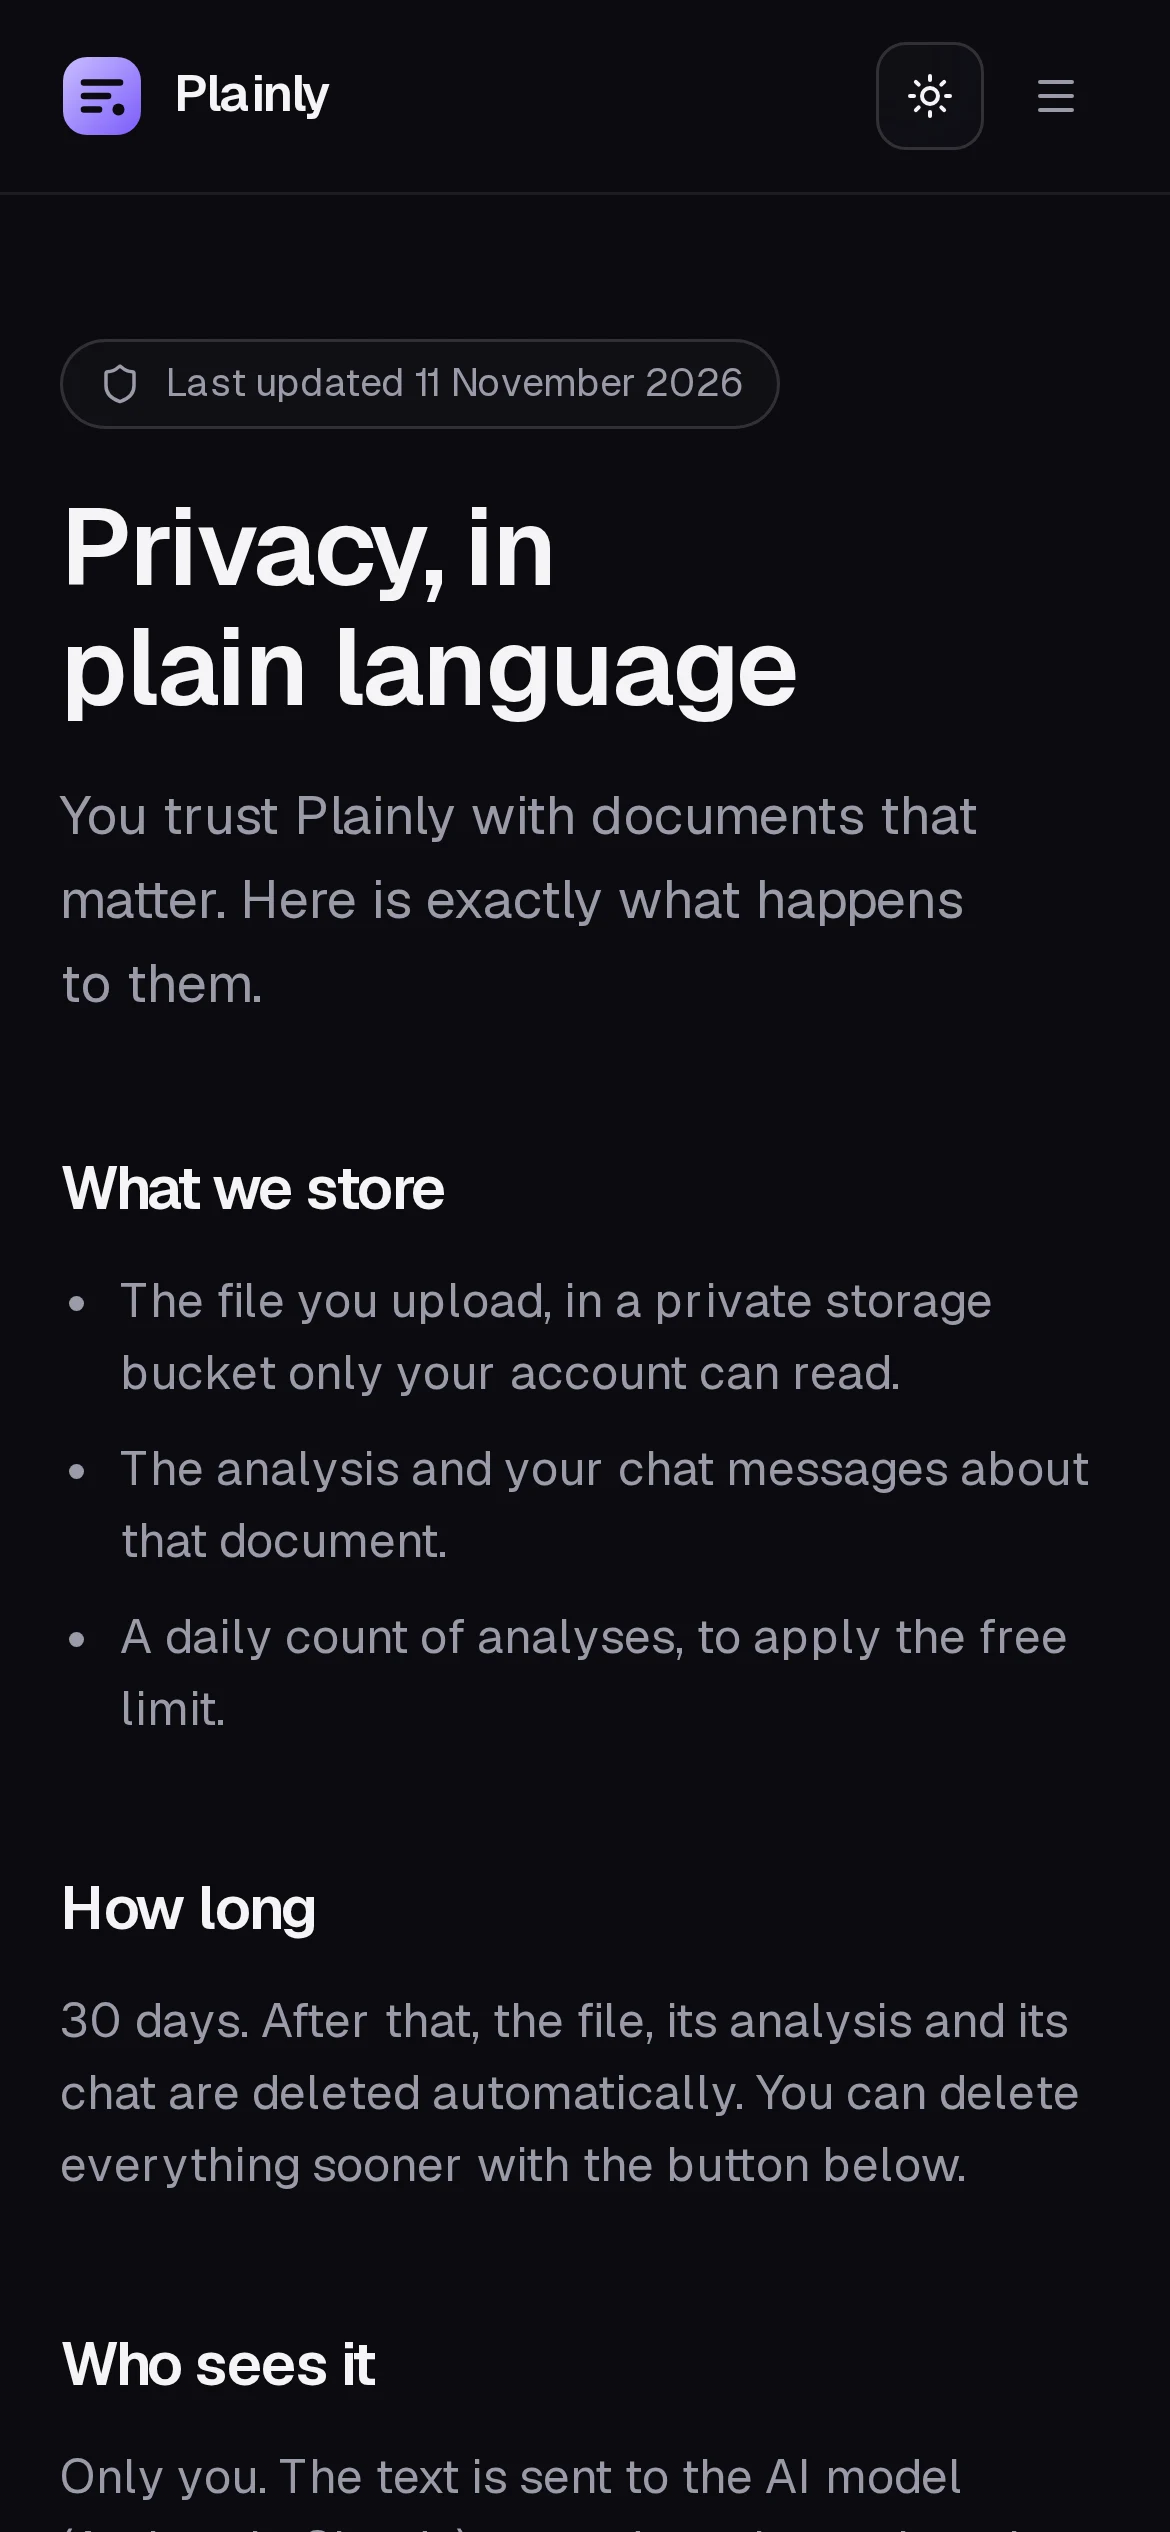 Plainly
Last updated 11 November 2026
Privacy, in
plain language
You trust Plainly with documents that
matter. Here is exactly what happens
to them.
What we store
• The file you upload, in a private storage
bucket only your account can read.
• The analysis and your chat messages about
that document.
• A daily count of analyses, to apply the free
limit.
How long
30 days. After that, the file, its analysis and its
chat are deleted automatically. You can delete
everything sooner with the button below.
Who sees it
Only you. The text is sent to the AI model